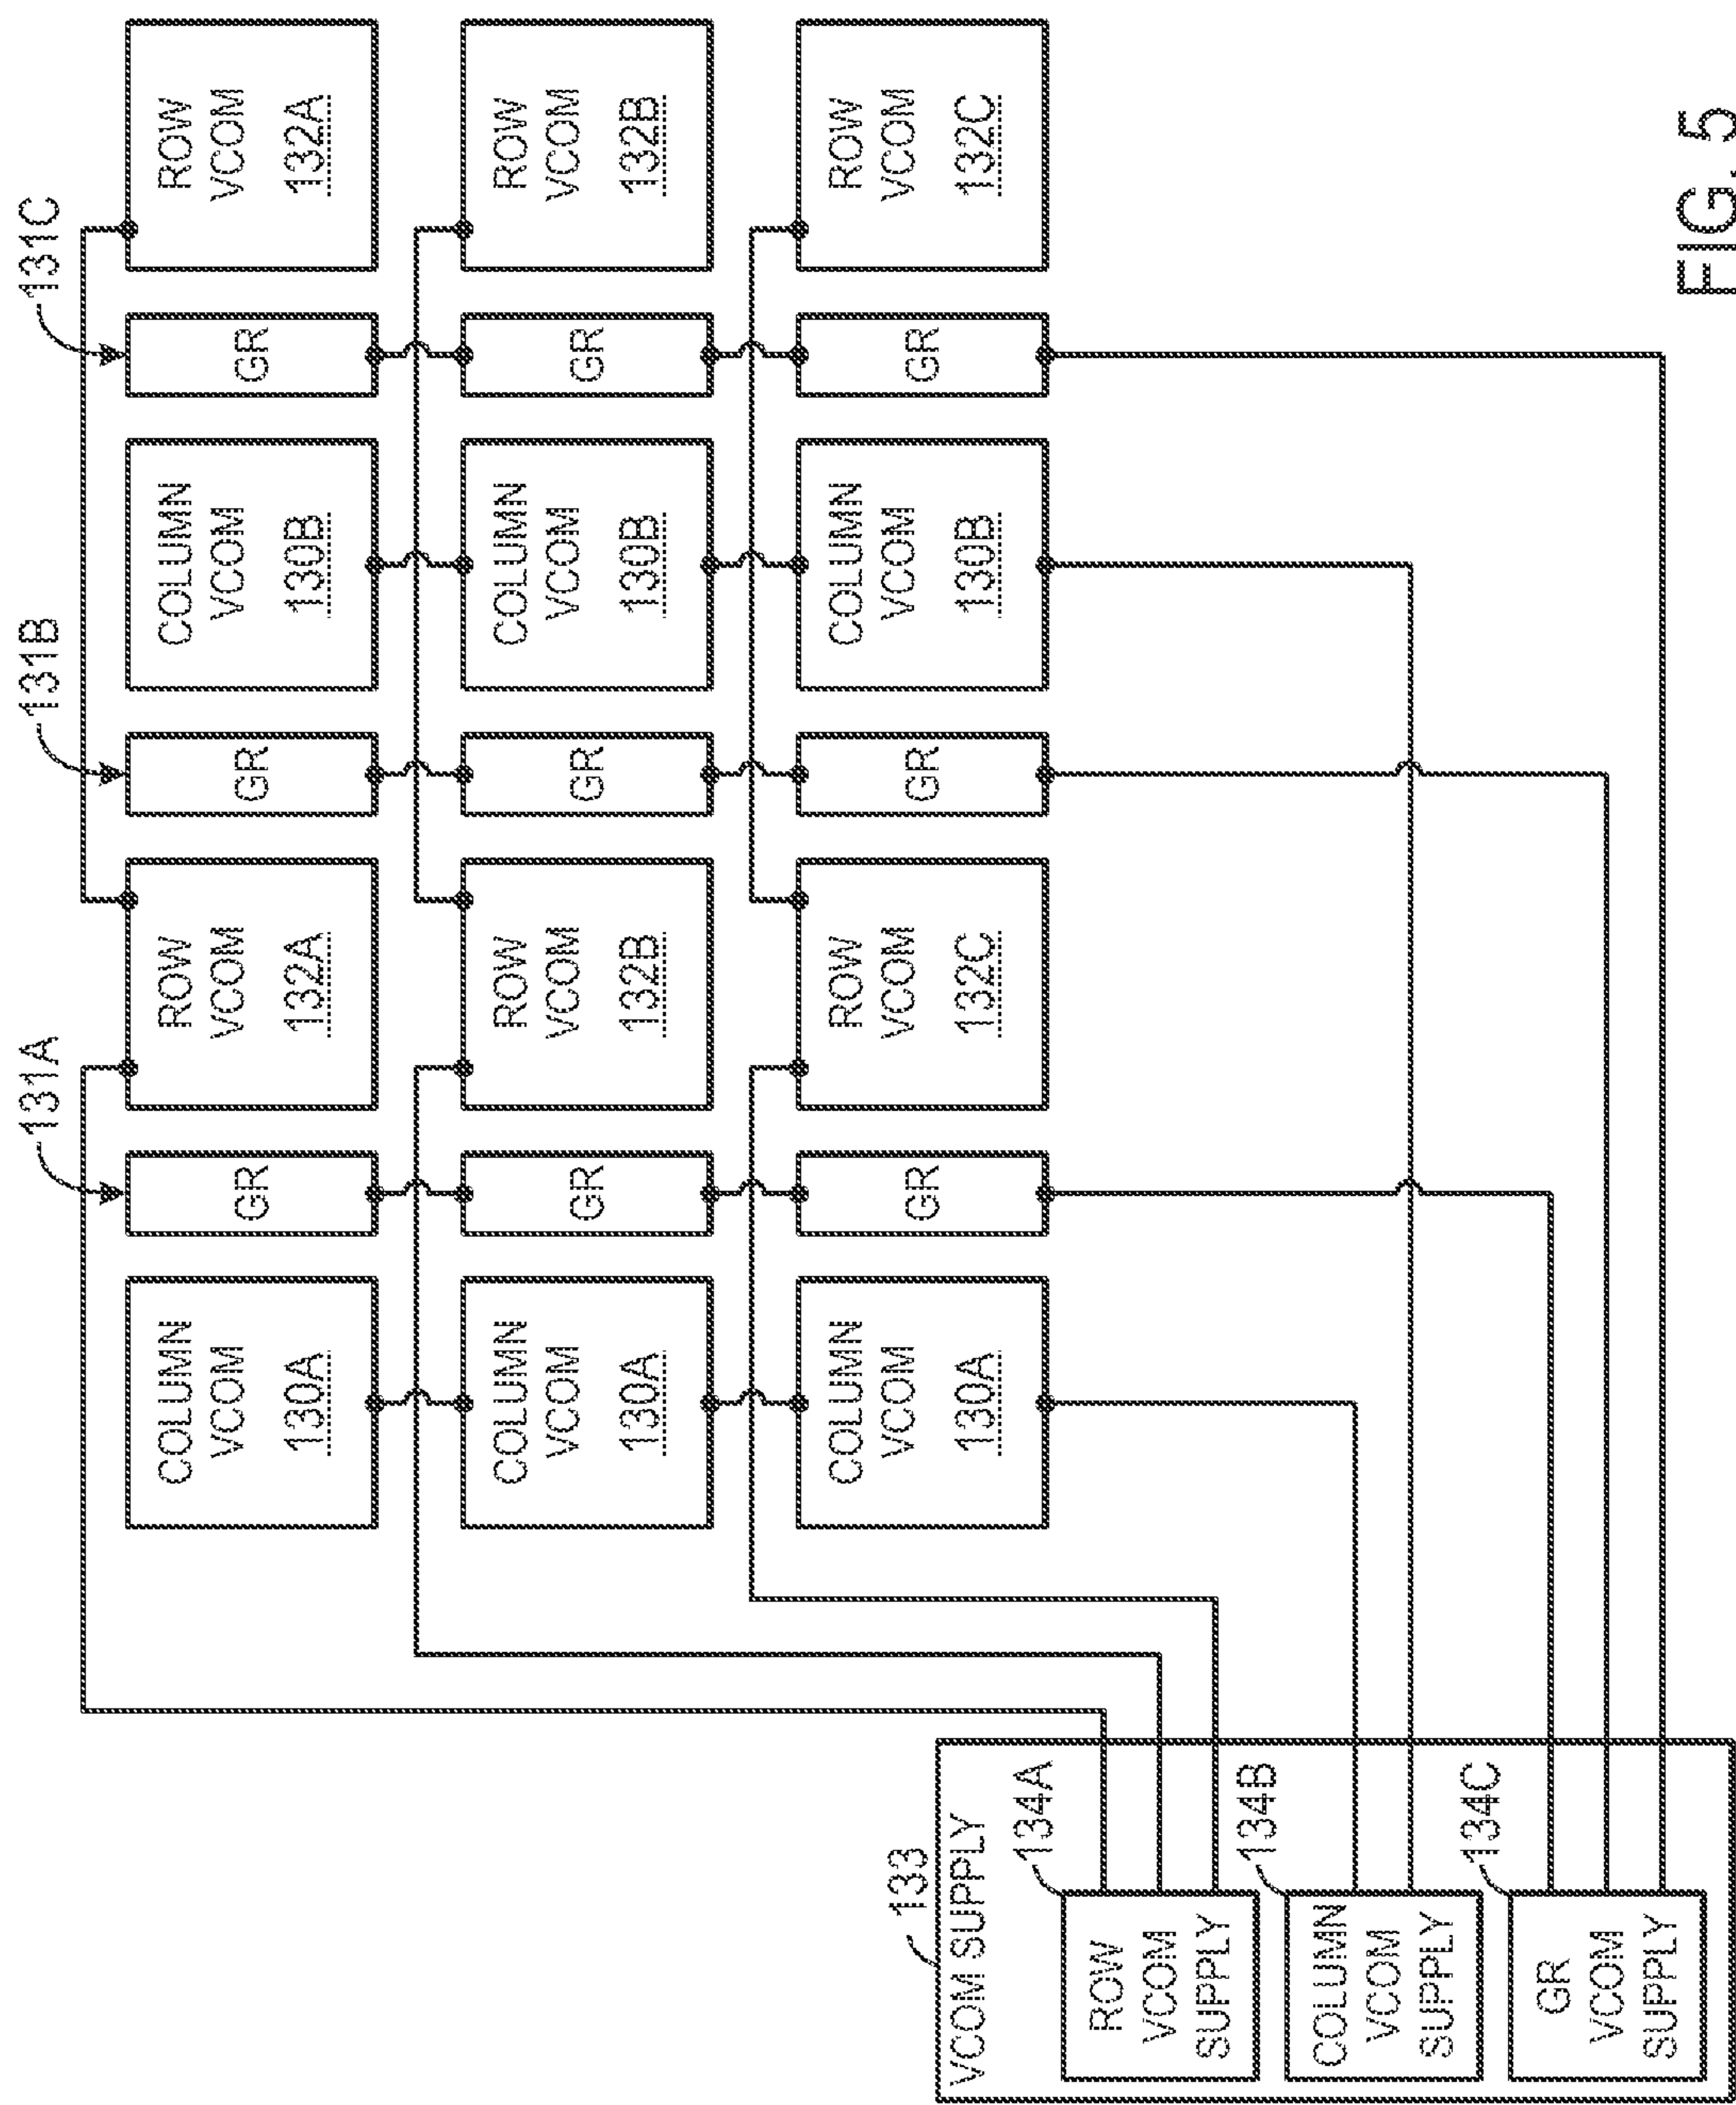 131A
131B
131C
COLUMN
VCOM
130A
GR
ROW
VCOM
132A
GR
COLUMN
VCOM
130B
GR
ROW
VCOM
132A
COLUMN
VCOM
130A
GR
ROW
VCOM
132B
GR
COLUMN
VCOM
130B
GR
ROW
VCOM
132B
COLUMN
VCOM
130A
GR
ROW
VCOM
132C
GR
COLUMN
VCOM
130B
GR
ROW
VCOM
132C
133
VCOM SUPPLY
134A
ROW
VCOM
SUPPLY
134B
COLUMN
VCOM
SUPPLY
134C
GR
VCOM
SUPPLY
FIG. 5